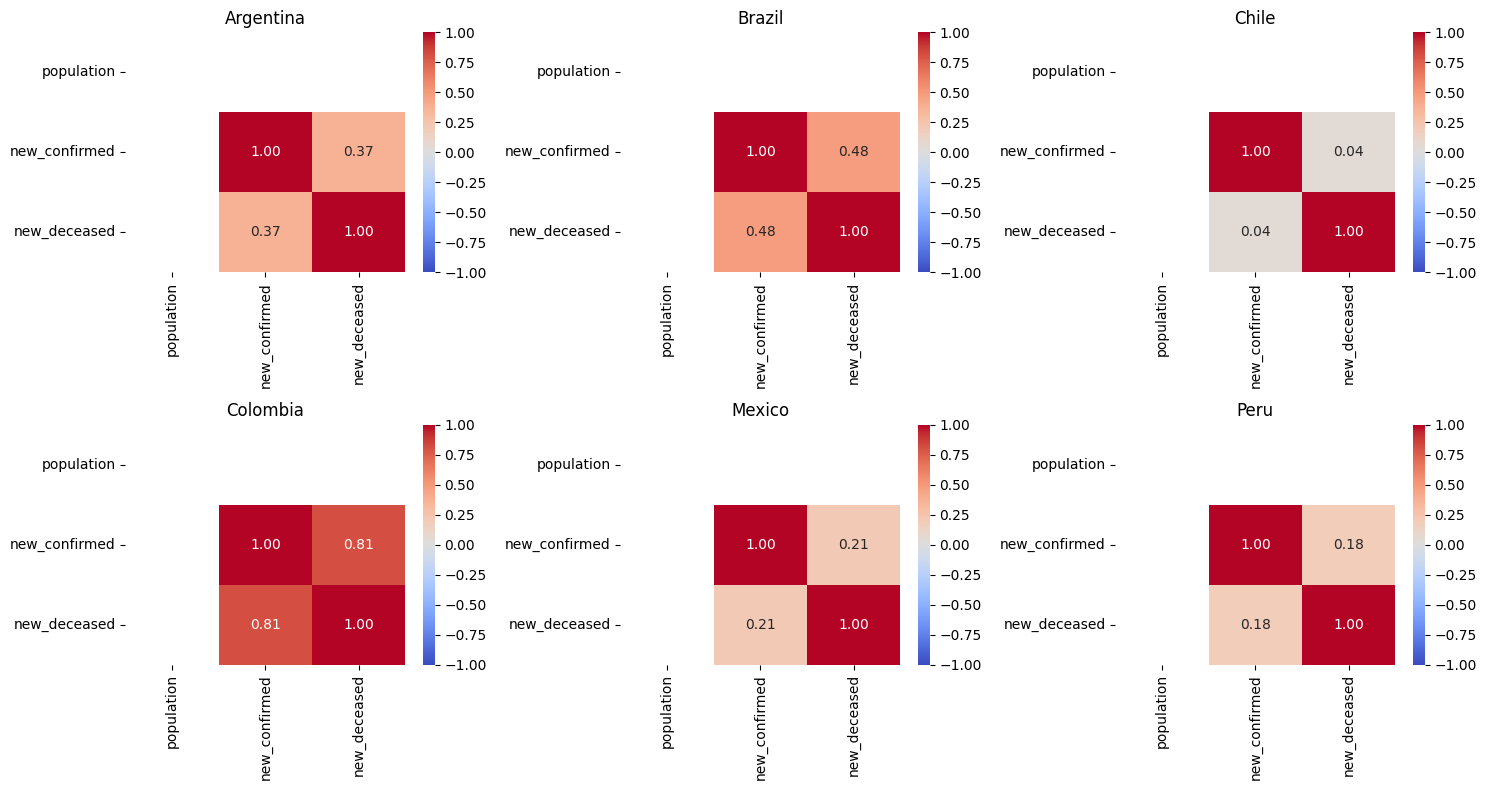 Argentina
population
new_confirmed
new_deceased
1.00 0.37
0.37 1.00
population
new_confirmed
new_deceased
1.00
0.75
0.50
0.25
0.00
−0.25
−0.50
−0.75
−1.00
Brazil
population
new_confirmed
new_deceased
1.00 0.48
0.48 1.00
population
new_confirmed
new_deceased
1.00
0.75
0.50
0.25
0.00
−0.25
−0.50
−0.75
−1.00
Chile
population
new_confirmed
new_deceased
1.00 0.04
0.04 1.00
population
new_confirmed
new_deceased
1.00
0.75
0.50
0.25
0.00
−0.25
−0.50
−0.75
−1.00
Colombia
population
new_confirmed
new_deceased
1.00 0.81
0.81 1.00
population
new_confirmed
new_deceased
1.00
0.75
0.50
0.25
0.00
−0.25
−0.50
−0.75
−1.00
Mexico
population
new_confirmed
new_deceased
1.00 0.21
0.21 1.00
population
new_confirmed
new_deceased
1.00
0.75
0.50
0.25
0.00
−0.25
−0.50
−0.75
−1.00
Peru
population
new_confirmed
new_deceased
1.00 0.18
0.18 1.00
population
new_confirmed
new_deceased
1.00
0.75
0.50
0.25
0.00
−0.25
−0.50
−0.75
−1.00